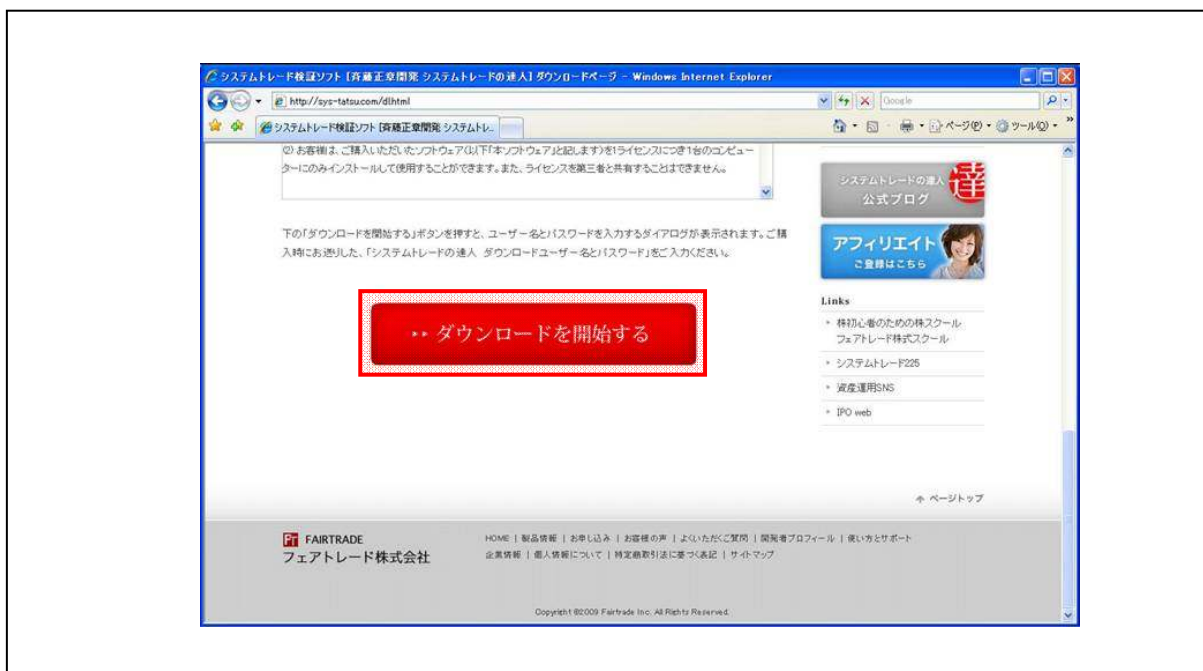 システムトレード検証ソフト【斉藤正章開発 システムトレードの達人】ダウンロードページ - Windows Internet Explorer
http://sys-tatsu.com/dlhtml
Google
システムトレード検証ソフト【斉藤正章開発 システムトレ...
ページ(P)
ツール(O)
(2) お客様は、ご購入いただいたソフトウェア(以下「本ソフトウェア」と記します)を1ライセンスにつき1台のコンピュー
ターにのみインストールして使用することができます。また、ライセンスを第三者と共有することはできません。
下の「ダウンロードを開始する」ボタンを押すと、ユーザー名とパスワードを入力するダイアログが表示されます。ご購
入時にお送りした、「システムトレードの達人 ダウンロードユーザー名とパスワード」をご入力ください。
ダウンロードを開始する
システムトレードの達人
公式ブログ
達
アフィリエイト
ご登録はこちら
Links
株初心者のための株スクール
フェアトレード株式スクール
システムトレード225
資産運用SNS
IPO web
ページトップ
FT FAIRTRADE
フェアトレード株式会社
HOME | 製品情報 | お申し込み | お客様の声 | よくいただくご質問 | 開発者プロフィール | 使い方とサポート
企業情報 | 個人情報について | 特定商取引法に基づく表記 | サイトマップ
Copyright ©2009 Fairtrade Inc. All Rights Reserved.